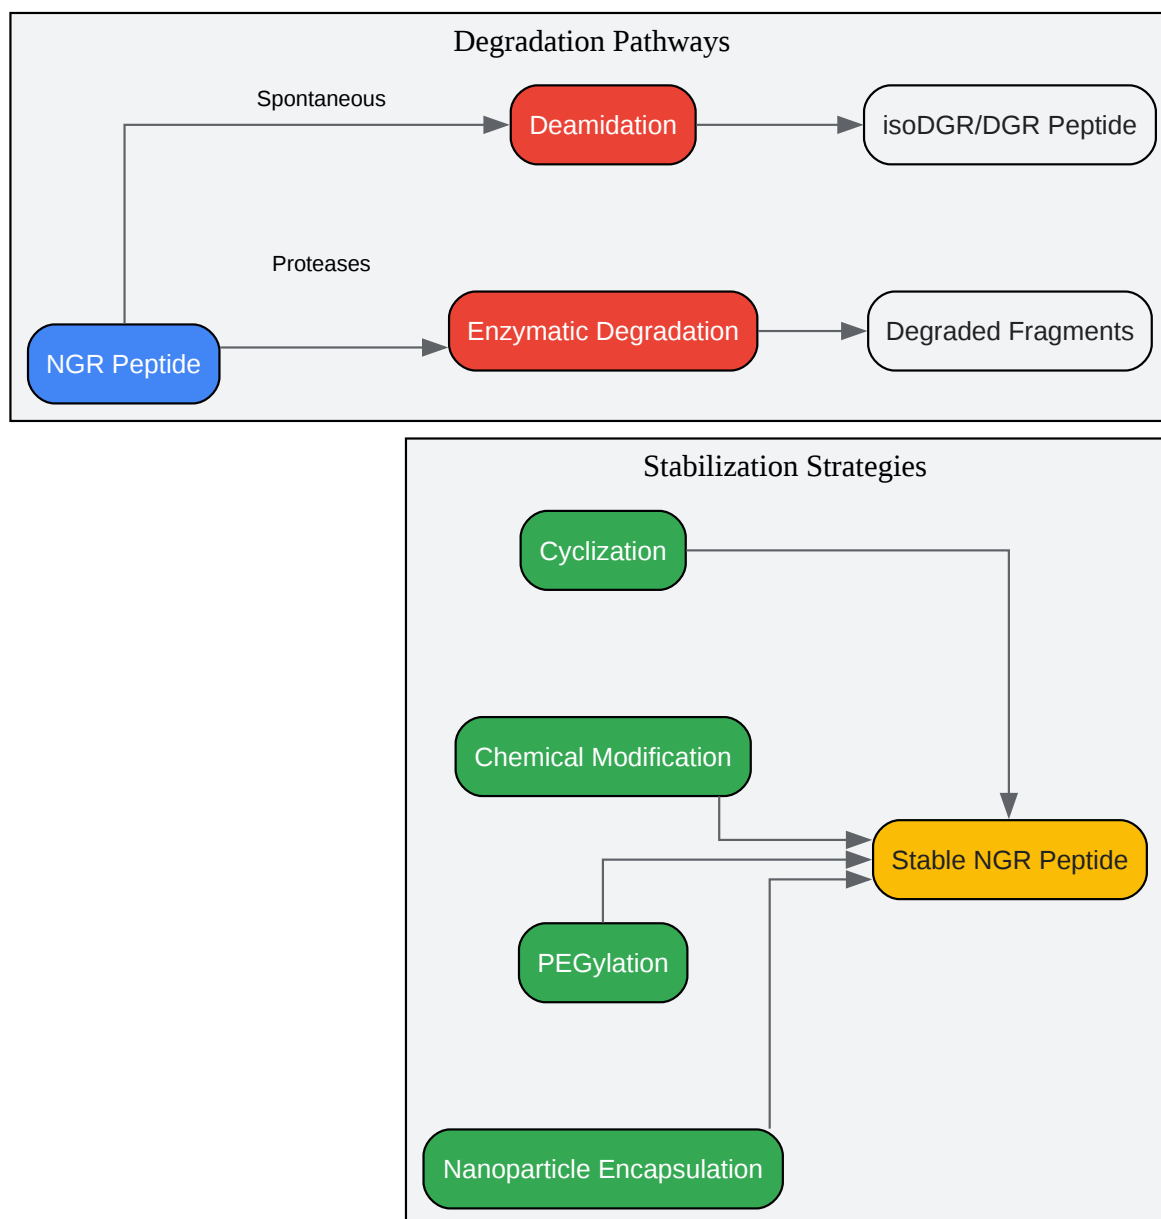 Degradation Pathways
Spontaneous
Deamidation
isoDGR/DGR Peptide
Proteases
NGR Peptide
Enzymatic Degradation
Degraded Fragments
Stabilization Strategies
Cyclization
Chemical Modification
Stable NGR Peptide
PEGylation
Nanoparticle Encapsulation